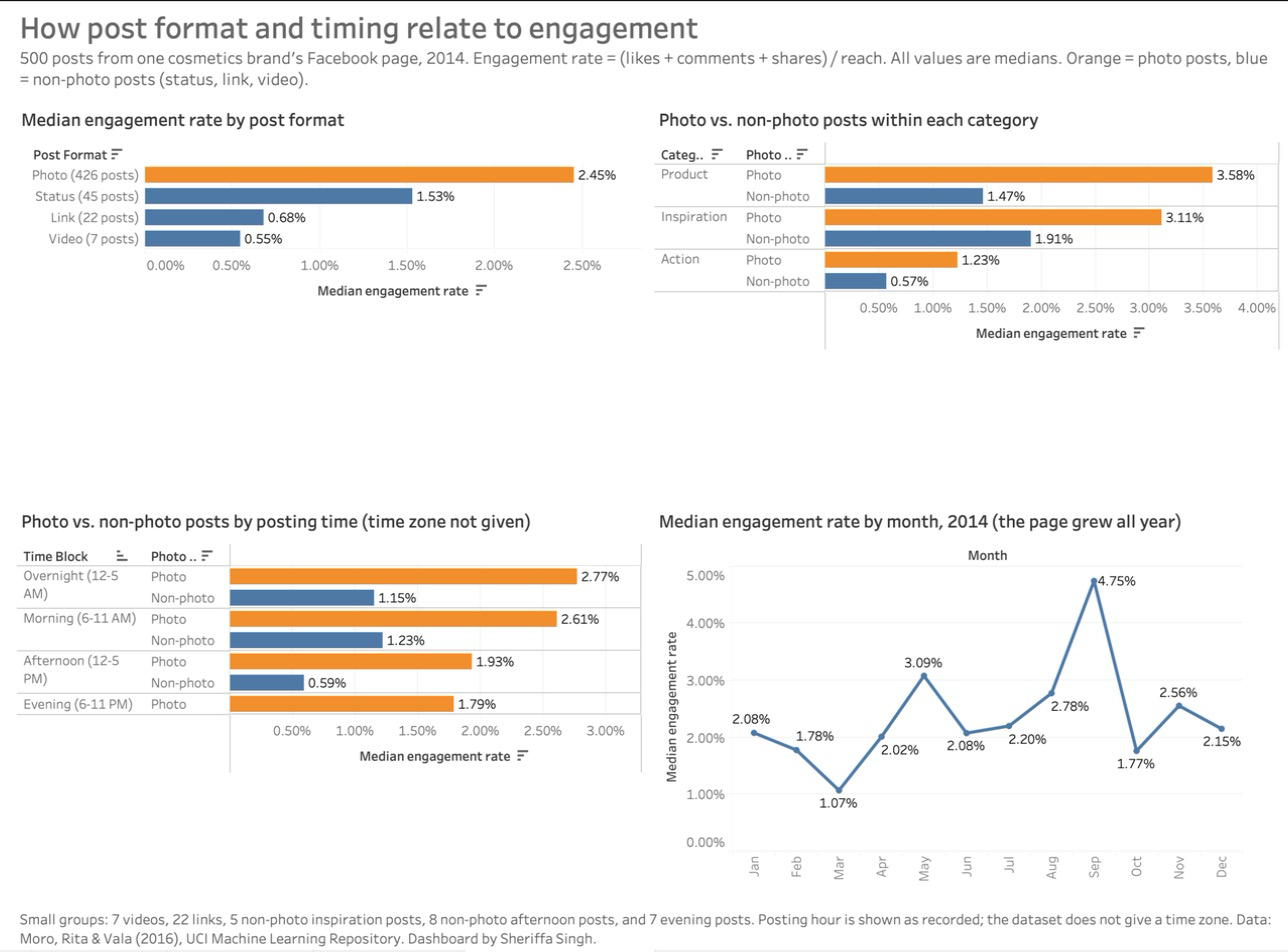 How post format and timing relate to engagement
500 posts from one cosmetics brand's Facebook page, 2014. Engagement rate = (likes + comments + shares) / reach. All values are medians. Orange = photo posts, blue
= non-photo posts (status, link, video).
Median engagement rate by post format
Post Format
Photo (426 posts) 2.45%
Status (45 posts) 1.53%
Link (22 posts) 0.68%
Video (7 posts) 0.55%
0.00% 0.50% 1.00% 1.50% 2.00% 2.50%
Median engagement rate
Photo vs. non-photo posts within each category
Categ.. Photo ..
Product Photo 3.58%
Non-photo 1.47%
Inspiration Photo 3.11%
Non-photo 1.91%
Action Photo 1.23%
Non-photo 0.57%
0.50% 1.00% 1.50% 2.00% 2.50% 3.00% 3.50% 4.00%
Median engagement rate
Photo vs. non-photo posts by posting time (time zone not given)
Time Block Photo ..
Overnight (12-5
AM)
Photo 2.77%
Non-photo 1.15%
Morning (6-11 AM) Photo 2.61%
Non-photo 1.23%
Afternoon (12-5
PM)
Photo 1.93%
Non-photo 0.59%
Evening (6-11 PM) Photo 1.79%
0.50% 1.00% 1.50% 2.00% 2.50% 3.00%
Median engagement rate
Median engagement rate by month, 2014 (the page grew all year)
Month
Median engagement rate
5.00%
4.00%
3.00%
2.00%
1.00%
0.00%
2.08%
1.78%
1.07%
2.02%
3.09%
2.08%
2.20%
2.78%
4.75%
1.77%
2.56%
2.15%
Jan Feb Mar Apr May Jun Jul Aug Sep Oct Nov Dec
Small groups: 7 videos, 22 links, 5 non-photo inspiration posts, 8 non-photo afternoon posts, and 7 evening posts. Posting hour is shown as recorded; the dataset does not give a time zone. Data:
Moro, Rita & Vala (2016), UCI Machine Learning Repository. Dashboard by Sheriffa Singh.